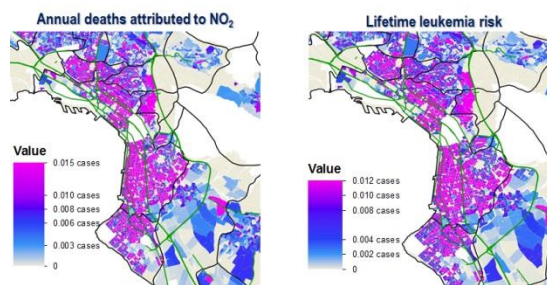 Annual deaths attributed to NO₂
Value
0.015 cases
0.010 cases
0.008 cases
0.006 cases
0.003 cases
0
Lifetime leukemia risk
Value
0.012 cases
0.010 cases
0.008 cases
0.004 cases
0.002 cases
0